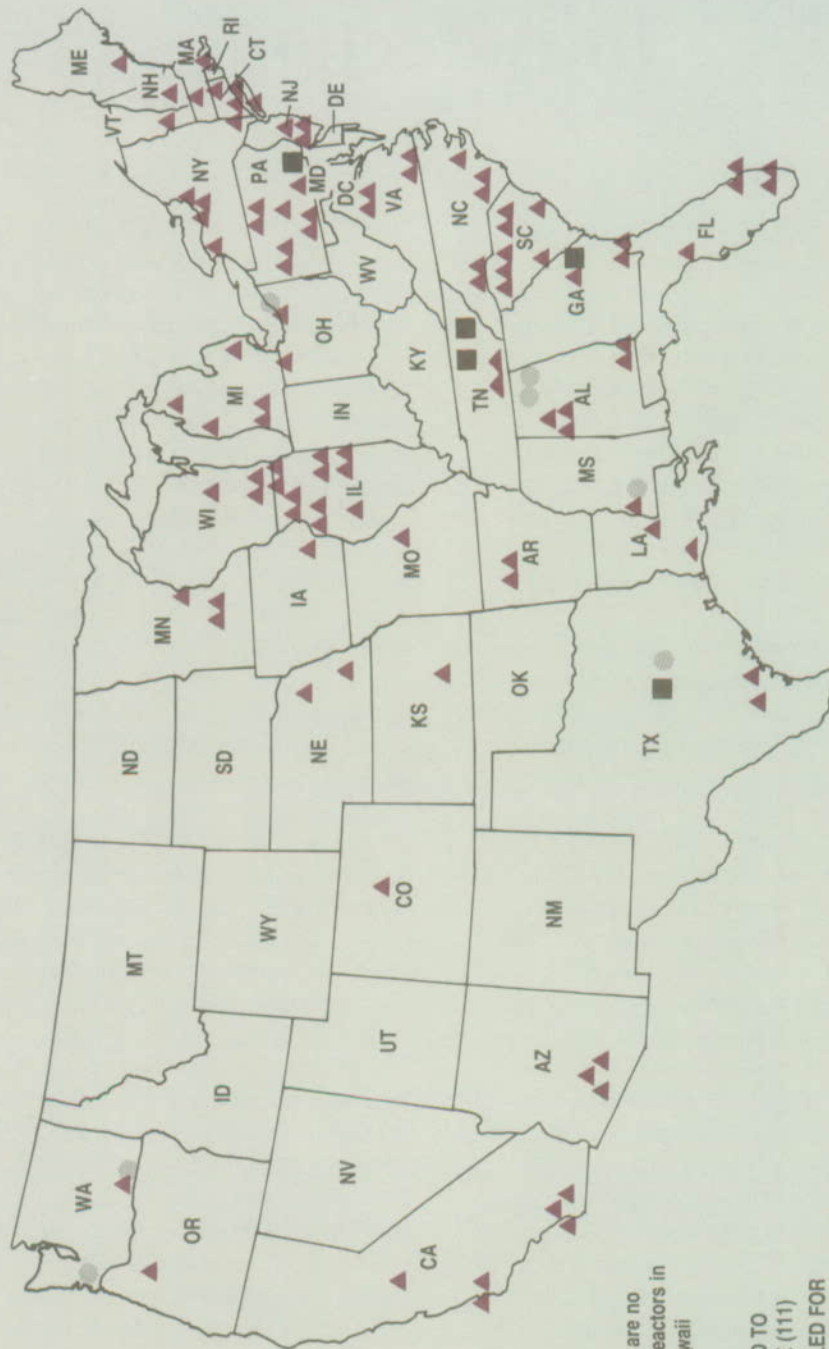 WA
OR
CA
NV
ID
MT
WY
UT
AZ
CO
NM
ND
SD
NE
KS
OK
TX
MN
IA
MO
AR
LA
WI
IL
MS
MI
IN
OH
KY
TN
AL
GA
FL
SC
NC
VA
WV
DC
MD
PA
NY
NJ
DE
VT
NH
ME
MA
RI
CT
are no
eactors in
waii
TO
(111)
ED FOR